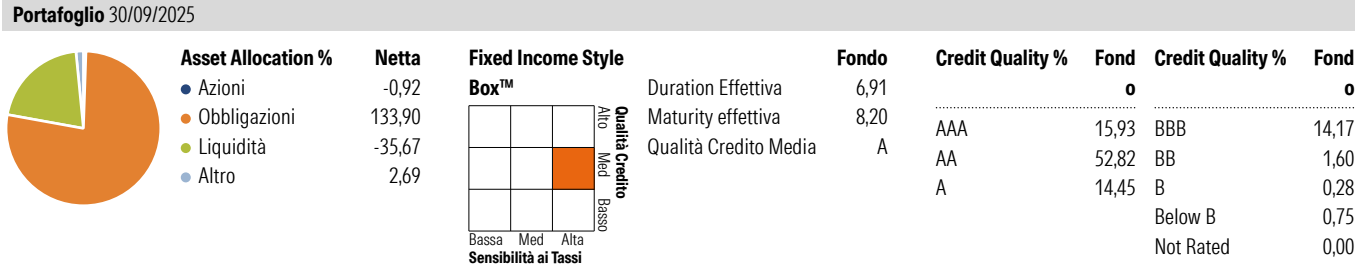 Portafoglio 30/09/2025
Asset Allocation % Netta
Azioni -0,92
Obbligazioni 133,90
Liquidità -35,67
Altro 2,69
Fixed Income Style Box™
Alto
Med
Basso
Qualità Credito
Bassa Med Alta
Sensibilità ai Tassi
Fondo
Duration Effettiva 6,91
Maturity effettiva 8,20
Qualità Credito Media A
Credit Quality % Fondo
AAA 15,93
AA 52,82
A 14,45
Credit Quality % Fondo
BBB 14,17
BB 1,60
B 0,28
Below B 0,75
Not Rated 0,00